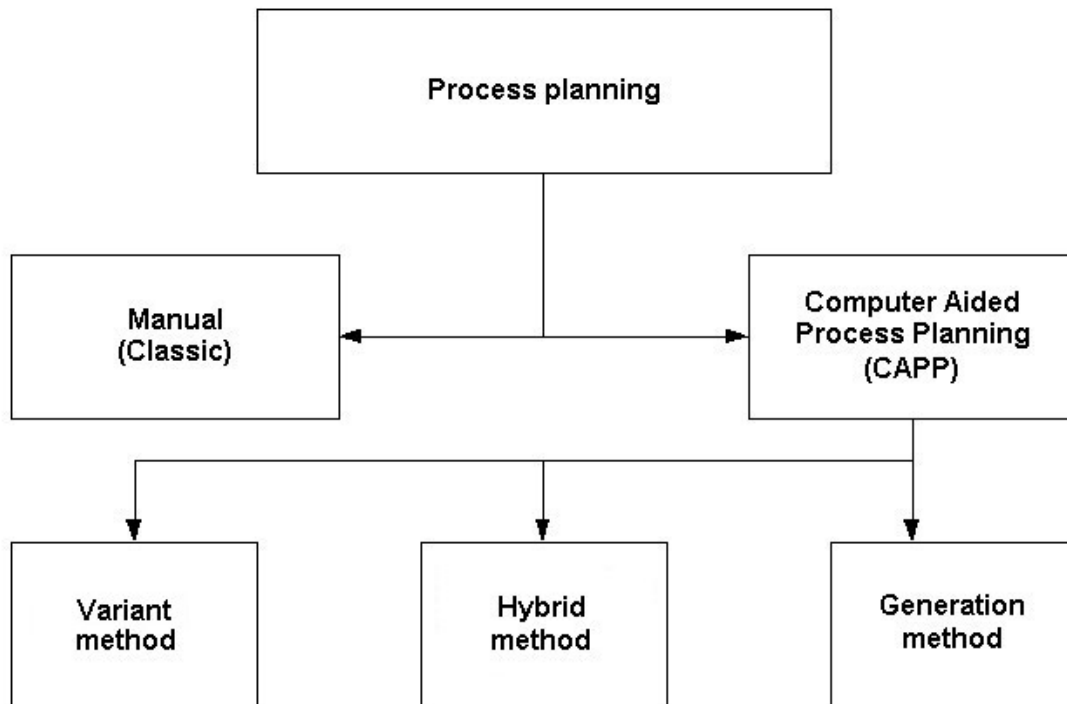 Process planning
Manual
(Classic)
Computer Aided
Process Planning
(CAPP)
Variant
method
Hybrid
method
Generation
method